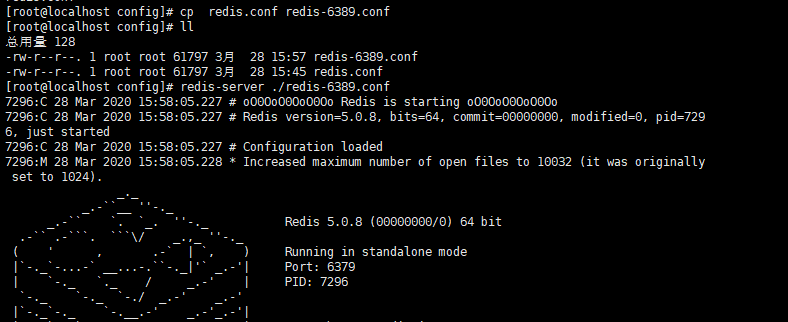 [root@localhost config]# cp  redis.conf redis-6389.conf
[root@localhost config]# ll
总用量 128
-rw-r--r--. 1 root root 61797 3月  28 15:57 redis-6389.conf
-rw-r--r--. 1 root root 61797 3月  28 15:45 redis.conf
[root@localhost config]# redis-server ./redis-6389.conf
7296:C 28 Mar 2020 15:58:05.227 # oO0OoO0OoO0Oo Redis is starting oO0OoO0OoO0Oo
7296:C 28 Mar 2020 15:58:05.227 # Redis version=5.0.8, bits=64, commit=00000000, modified=0, pid=729
6, just started
7296:C 28 Mar 2020 15:58:05.227 # Configuration loaded
7296:M 28 Mar 2020 15:58:05.228 * Increased maximum number of open files to 10032 (it was originally
 set to 1024).
Redis 5.0.8 (00000000/0) 64 bit
Running in standalone mode
Port: 6379
PID: 7296